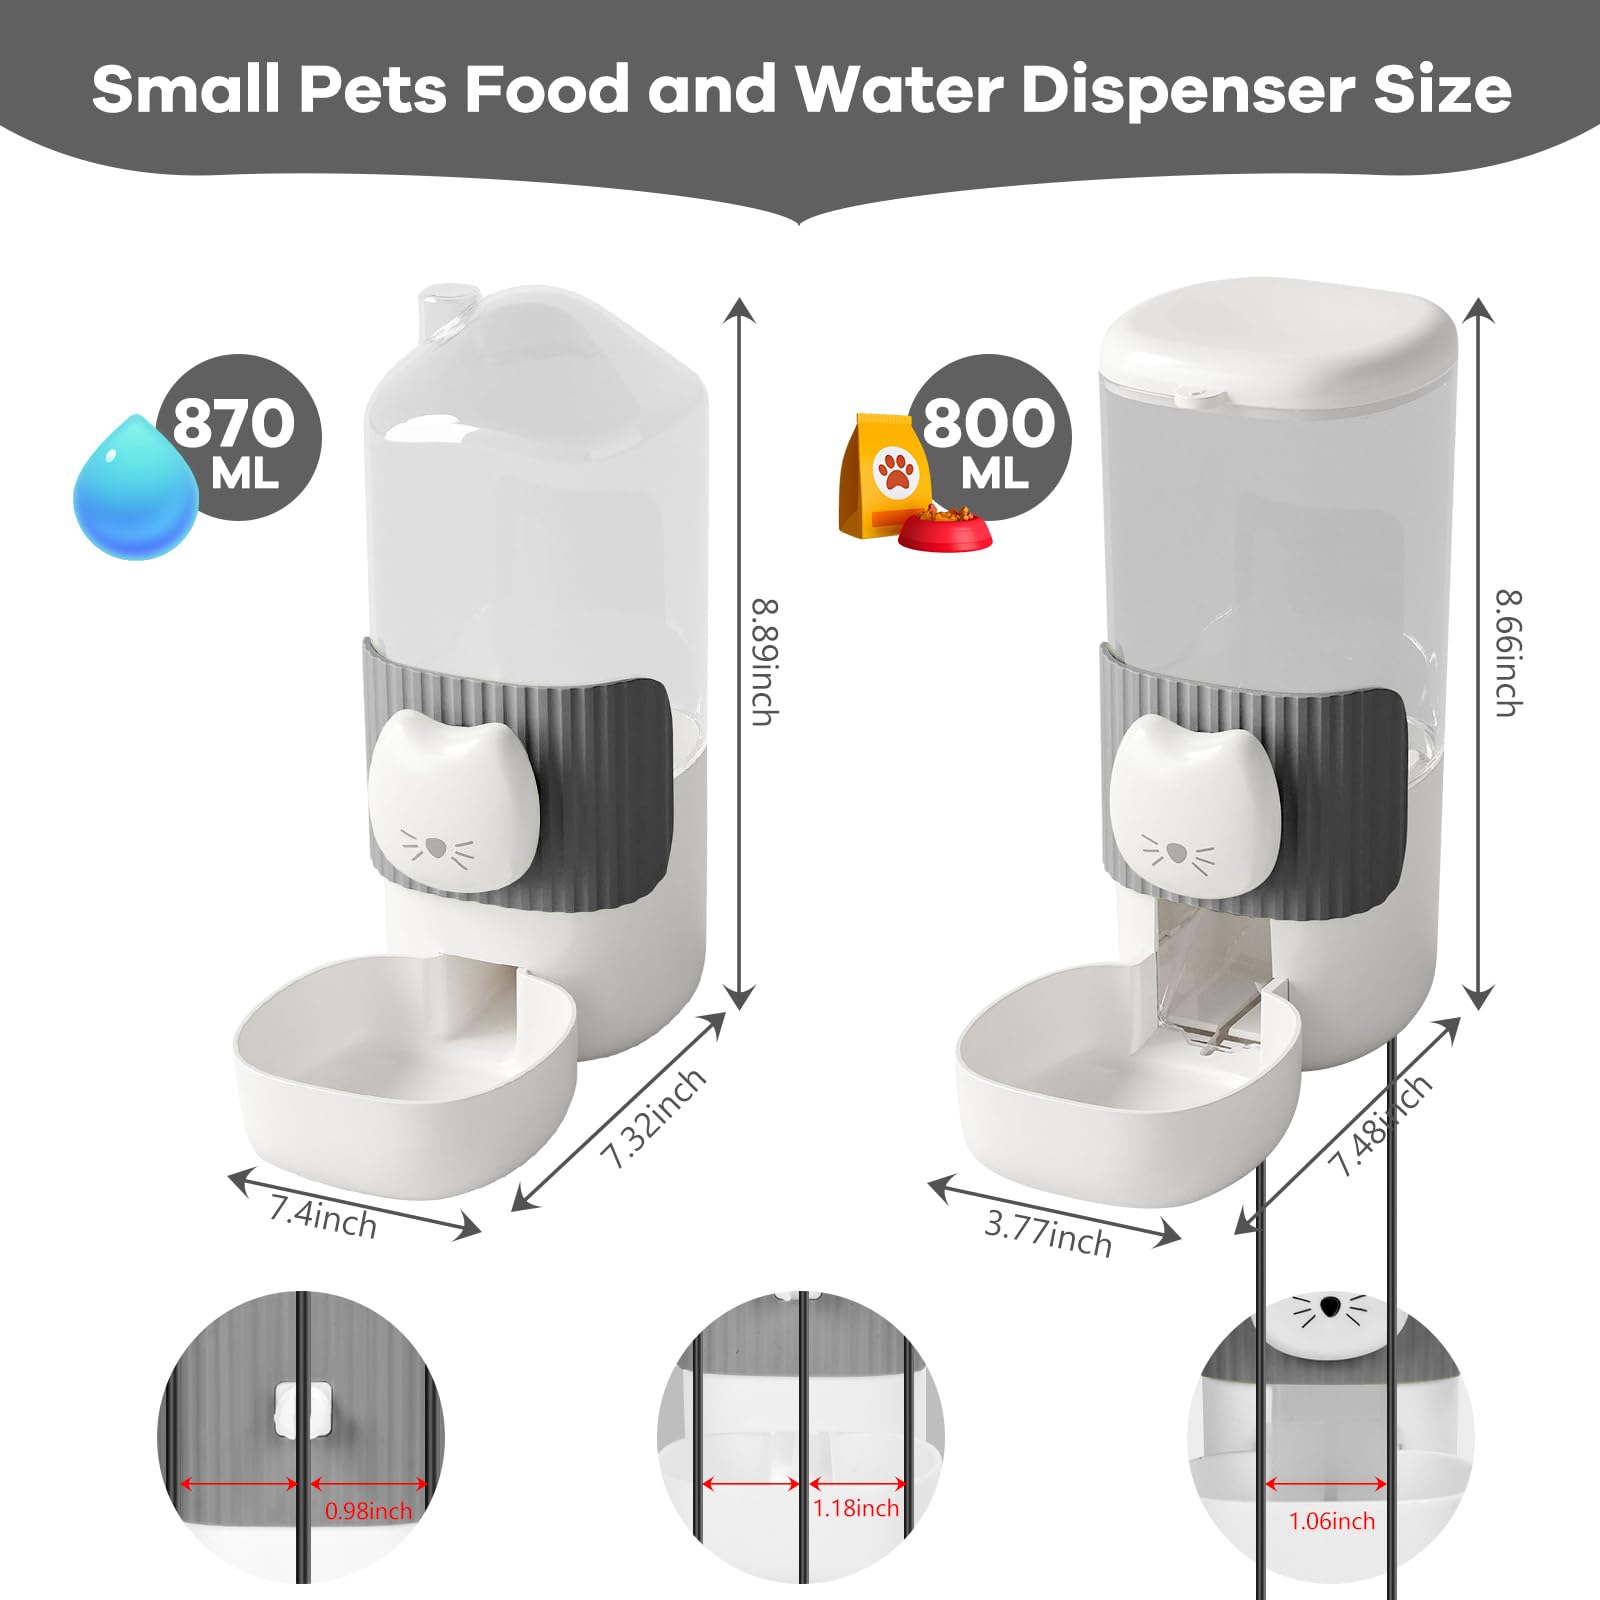 Small Pets Food and Water Dispenser Size
870
ML
800
ML
8.89inch
8.66inch
7.32inch
7.48inch
7.4inch
3.77inch
0.98inch
1.18inch
1.06inch